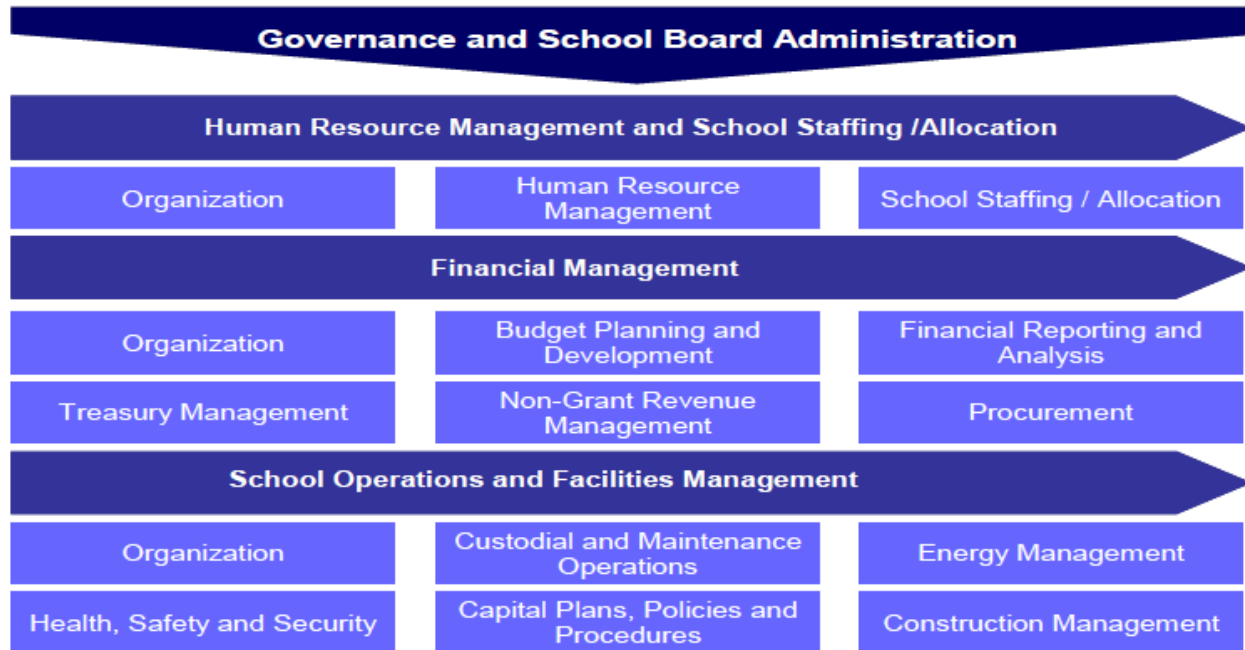 Governance and School Board Administration
Human Resource Management and School Staffing /Allocation
Organization
Human Resource
Management
School Staffing / Allocation
Financial Management
Organization
Budget Planning and
Development
Financial Reporting and
Analysis
Treasury Management
Non-Grant Revenue
Management
Procurement
School Operations and Facilities Management
Organization
Custodial and Maintenance
Operations
Energy Management
Health, Safety and Security
Capital Plans, Policies and
Procedures
Construction Management